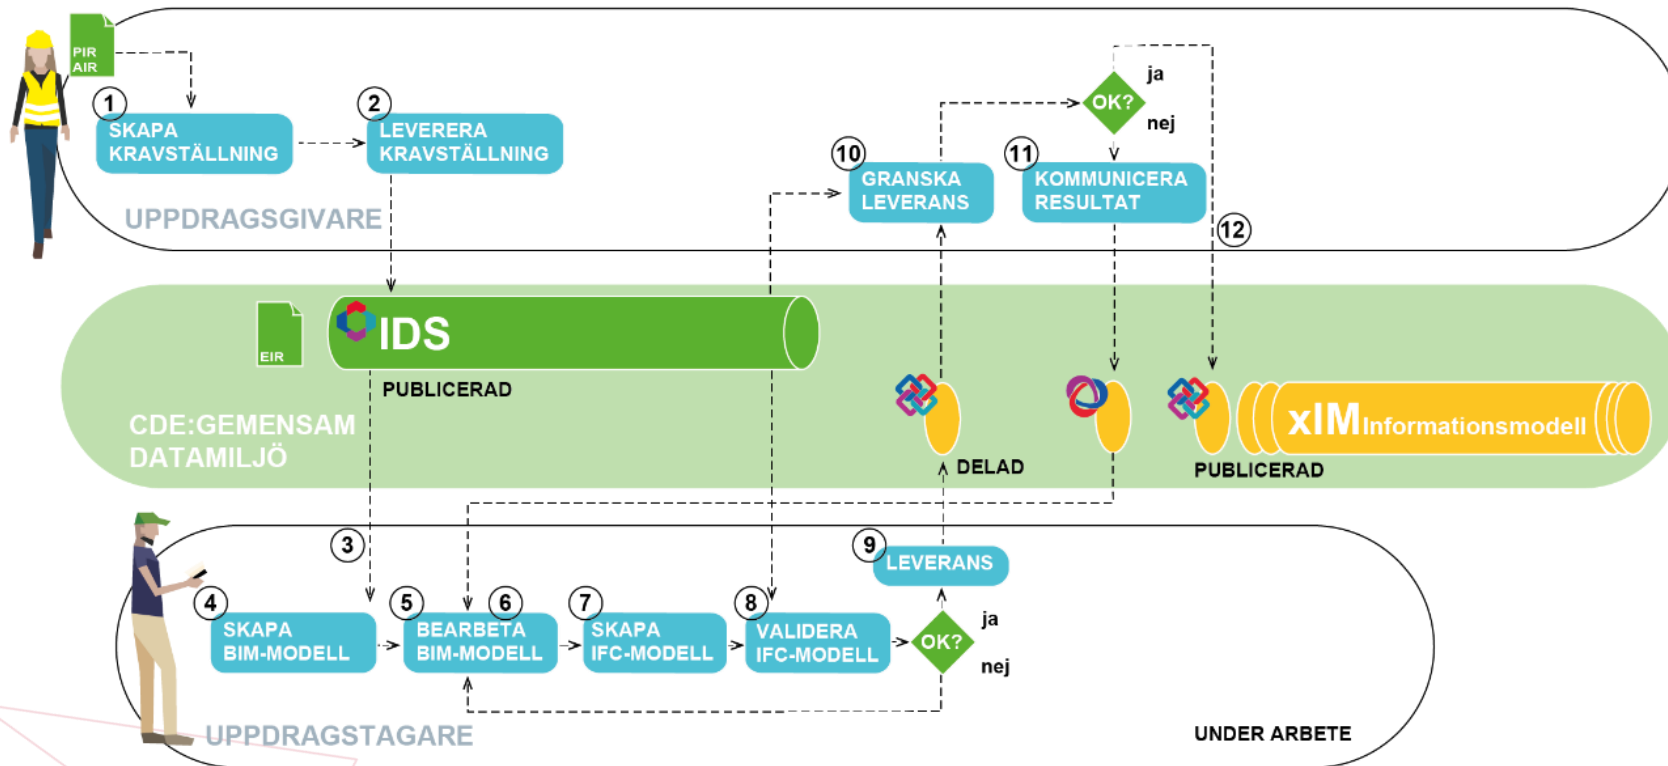 PIR
AIR
1
SKAPA
KRAVSTÄLLNING
2
LEVERERA
KRAVSTÄLLNING
UPPDRAGSGIVARE
10
GRANSKA
LEVERANS
OK?
ja
nej
11
KOMMUNICERA
RESULTAT
12
EIR
IDS
PUBLICERAD
CDE:GEMENSAM
DATAMILJÖ
DELAD
xIM Informationsmodell
PUBLICERAD
3
4
SKAPA
BIM-MODELL
5
6
BEARBETA
BIM-MODELL
7
SKAPA
IFC-MODELL
8
VALIDERA
IFC-MODELL
9
LEVERANS
OK?
ja
nej
UPPDRAGSTAGARE
UNDER ARBETE